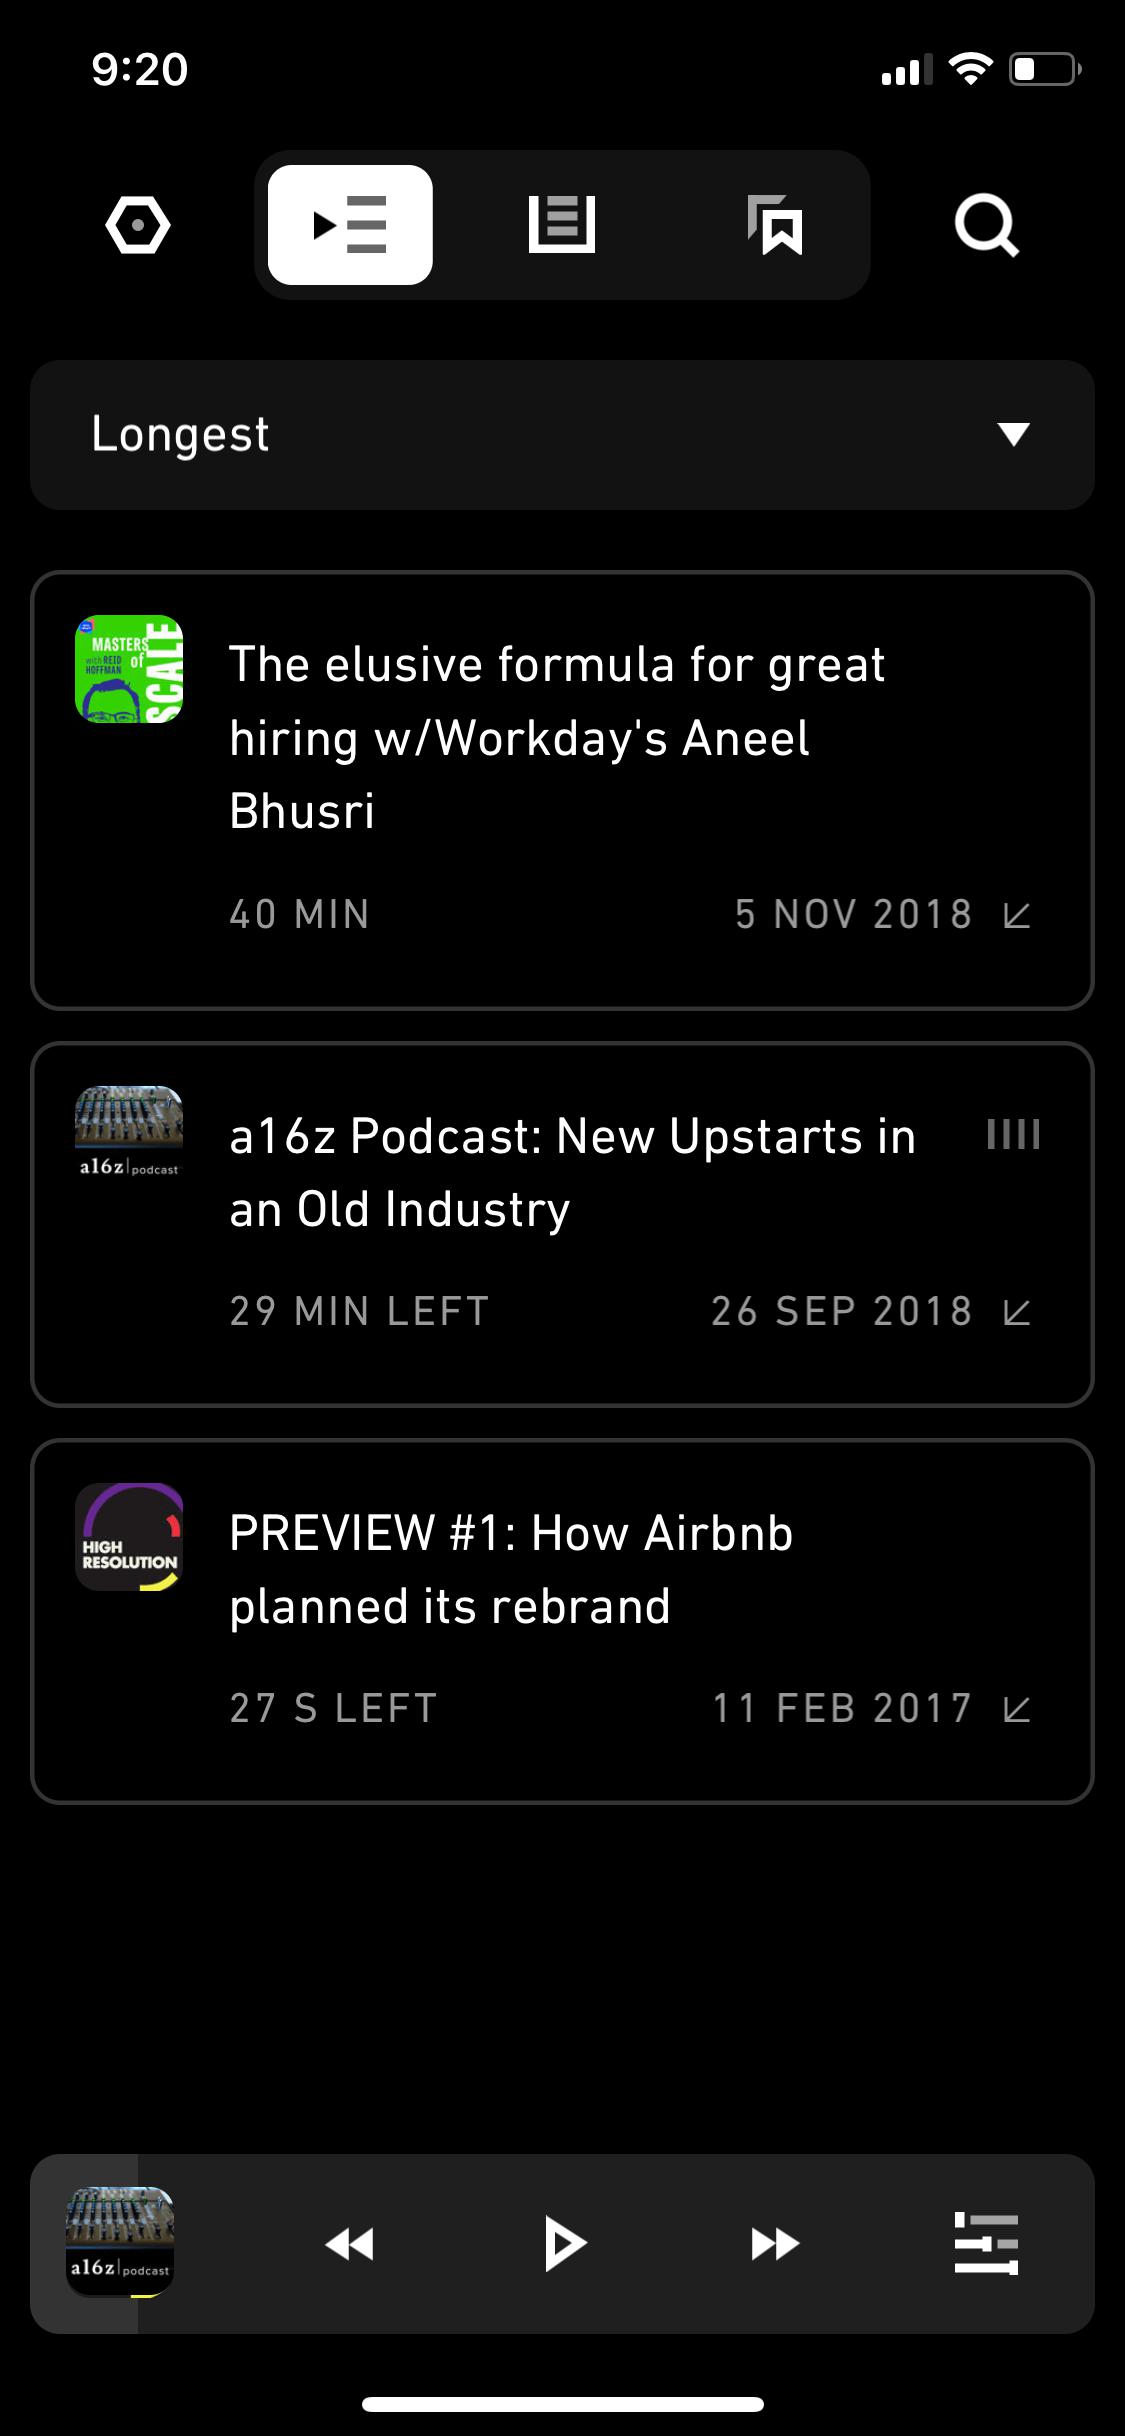 9:20
Longest
MASTERS
with REID
HOFFMAN
of
SCALE
The elusive formula for great
hiring w/Workday's Aneel
Bhusri
40 MIN
5 NOV 2018
a16z podcast
a16z Podcast: New Upstarts in
an Old Industry
29 MIN LEFT
26 SEP 2018
HIGH
RESOLUTION
PREVIEW #1: How Airbnb
planned its rebrand
27 S LEFT
11 FEB 2017
a16z podcast